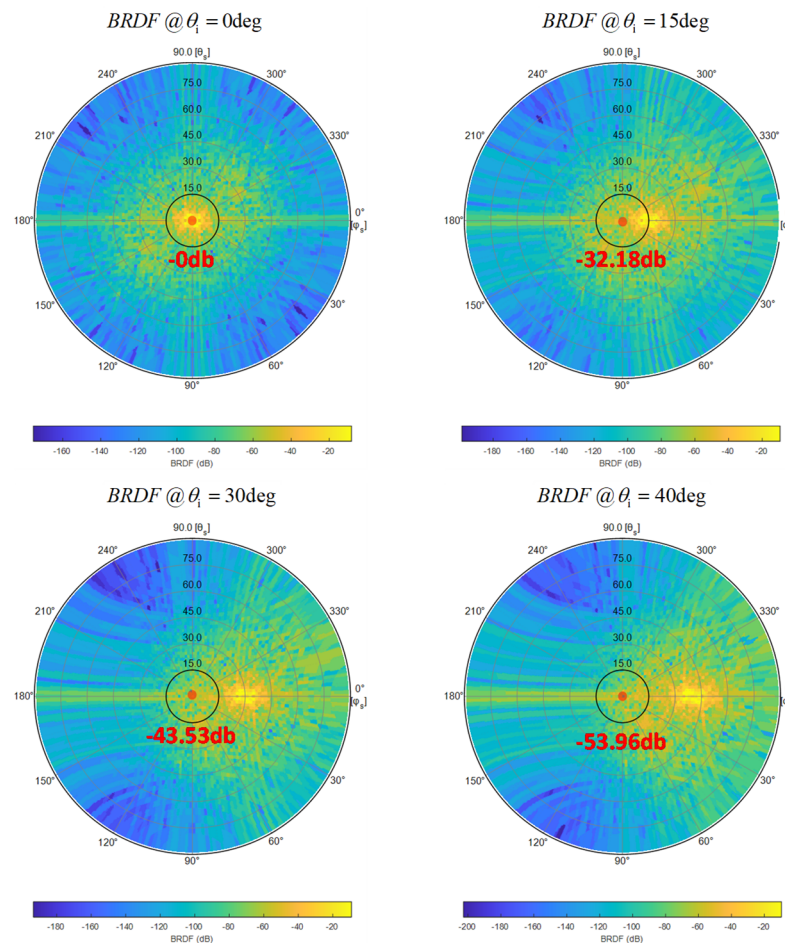 BRDF @ θi = 0deg
BRDF @ θi = 15deg
90.0 [θs]
240° 300°
75.0
60.0
210° 330°
45.0
30.0
15.0
180° 0°
[φs]
-0db
150° 30°
120° 60°
90°
-160 -140 -120 -100 -80 -60 -40 -20
BRDF (dB)
90.0 [θs]
240° 300°
75.0
60.0
210° 330°
45.0
30.0
15.0
180°
-32.18db
150° 30°
120° 60°
90°
-180 -160 -140 -120 -100 -80 -60 -40 -20
BRDF (dB)
BRDF @ θi = 30deg
BRDF @ θi = 40deg
90.0 [θs]
240° 300°
75.0
60.0
210° 330°
45.0
30.0
15.0
180° 0°
[φs]
-43.53db
150° 30°
120° 60°
90°
-180 -160 -140 -120 -100 -80 -60 -40 -20
BRDF (dB)
90.0 [θs]
240° 300°
75.0
60.0
210° 330°
45.0
30.0
15.0
180°
-53.96db
150° 30°
120° 60°
90°
-200 -180 -160 -140 -120 -100 -80 -60 -40 -20
BRDF (dB)